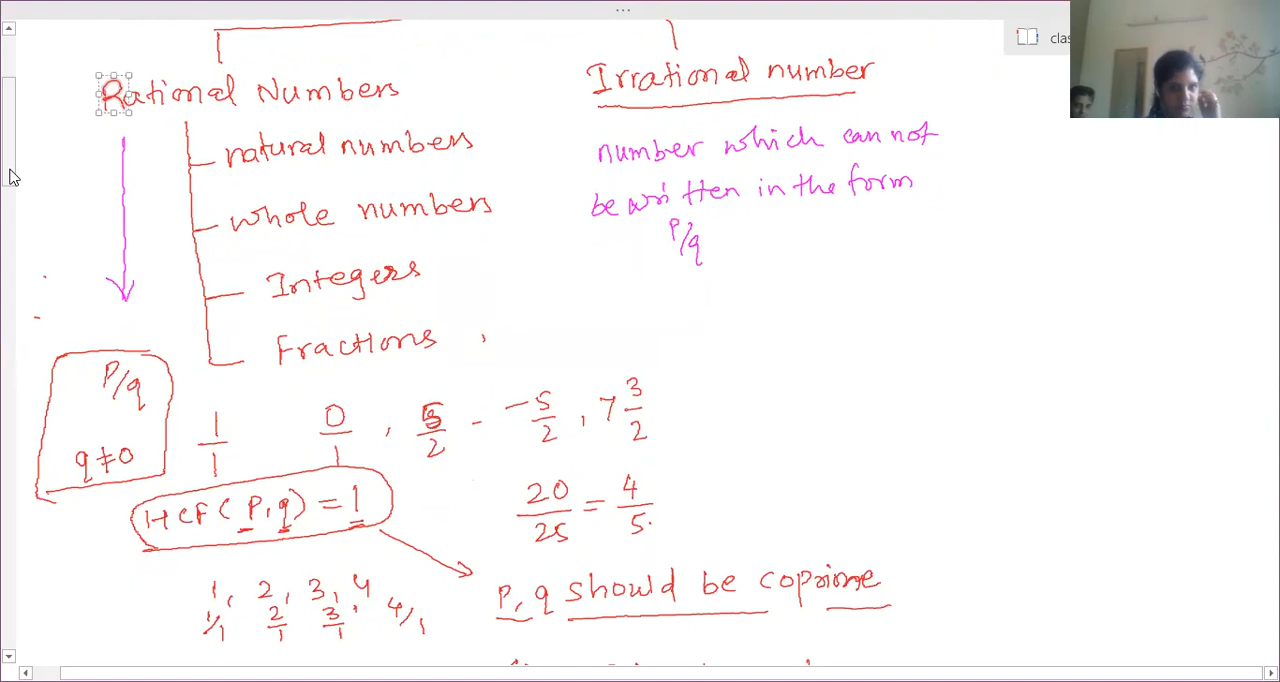 clas
Rational Numbers
Irrational number
natural numbers
number which can not
be written in the form
P/q
whole numbers
Integers
Fractions ,
P/q
q ≠ 0
1/1 0/1 , 5/2 - -5/2 , 7 3/2
HCF( P, q ) = 1
20/25 = 4/5.
1, 2, 3, 4
1/1 2/1 3/1 4/1
P, q should be coprime